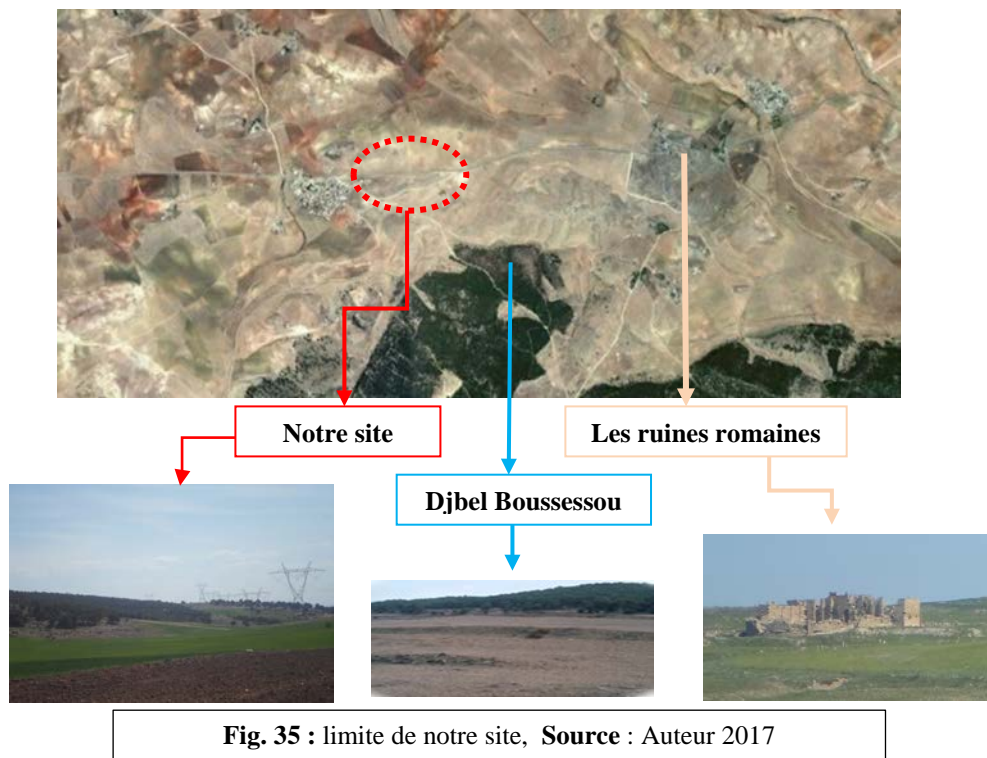 Notre site
Les ruines romaines
Djbel Boussessou
Fig. 35 : limite de notre site, Source : Auteur 2017